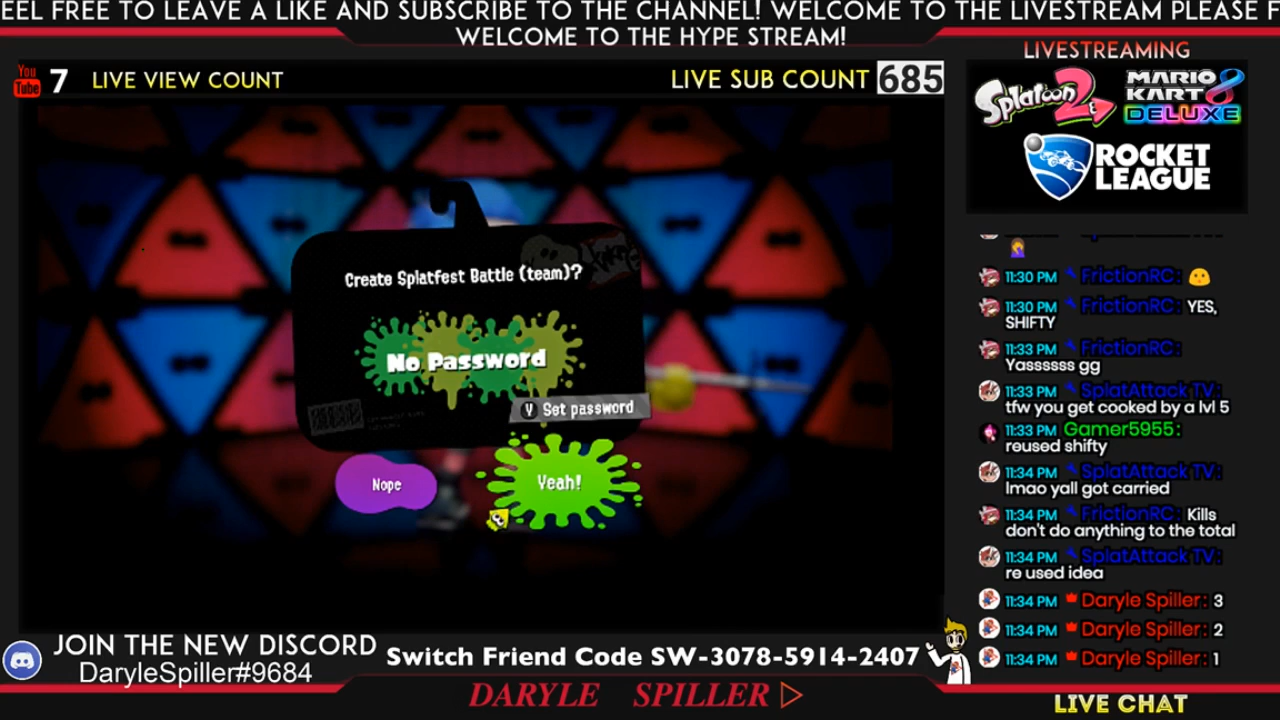 EEL FREE TO LEAVE A LIKE AND SUBSCRIBE TO THE CHANNEL! WELCOME TO THE LIVESTREAM PLEASE F
WELCOME TO THE HYPE STREAM!
You Tube 7 LIVE VIEW COUNT
LIVE SUB COUNT 685
LIVESTREAMING
Splatoon 2
MARIO KART 8 DELUXE
ROCKET LEAGUE
Create Splatfest Battle (team)?
No Password
Y Set password
Nope
Yeah!
11:30 PM FrictionRC:
11:30 PM FrictionRC: YES,
SHIFTY
11:33 PM FrictionRC:
Yassssss gg
11:33 PM SplatAttack TV:
tfw you get cooked by a lvl 5
11:33 PM Gamer5955:
reused shifty
11:34 PM SplatAttack TV:
lmao yall got carried
11:34 PM FrictionRC: Kills
don't do anything to the total
11:34 PM SplatAttack TV:
re used idea
11:34 PM Daryle Spiller: 3
11:34 PM Daryle Spiller: 2
11:34 PM Daryle Spiller: 1
JOIN THE NEW DISCORD
DaryleSpiller#9684
Switch Friend Code SW-3078-5914-2407
DARYLE SPILLER
LIVE CHAT